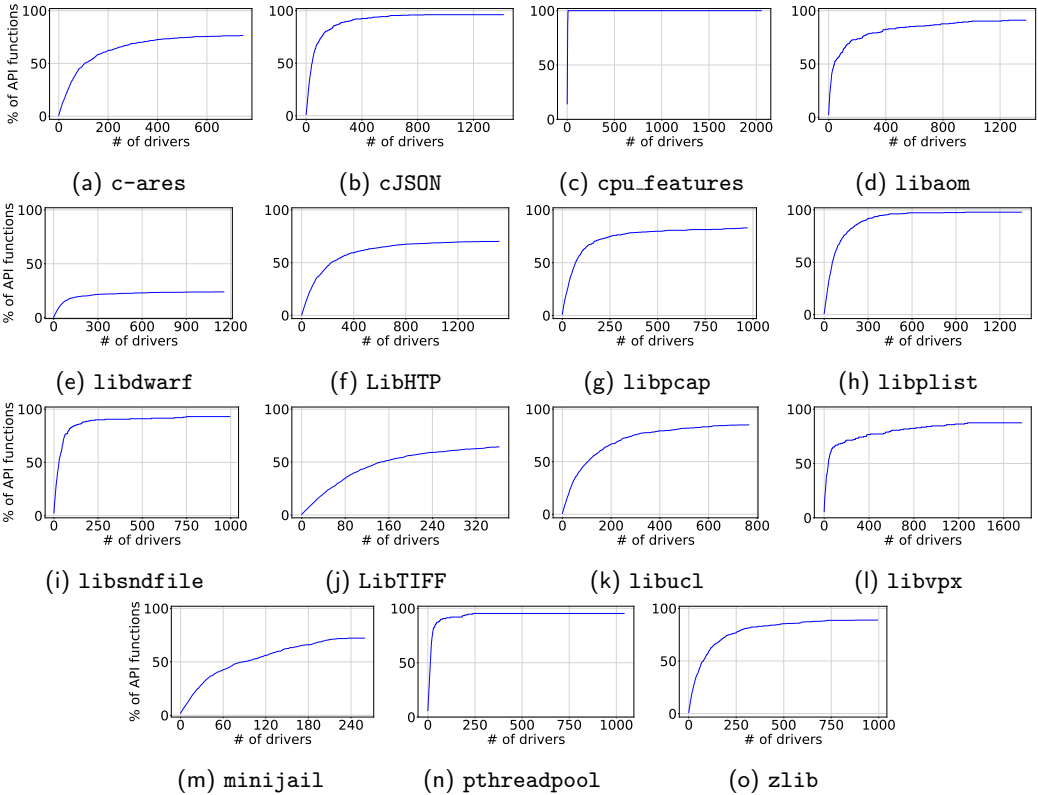 % of API functions
100
50
0
0 200 400 600
# of drivers
(a) c-ares
100
50
0
0 400 800 1200
# of drivers
(b) cJSON
100
50
0
0 500 1000 1500 2000
# of drivers
(c) cpu_features
100
50
0
0 400 800 1200
# of drivers
(d) libaom
% of API functions
100
50
0
0 300 600 900 1200
# of drivers
(e) libdwarf
100
50
0
0 400 800 1200
# of drivers
(f) LibHTP
100
50
0
0 250 500 750 1000
# of drivers
(g) libpcap
100
50
0
0 300 600 900 1200
# of drivers
(h) libplist
% of API functions
100
50
0
0 250 500 750 1000
# of drivers
(i) libsndfile
100
50
0
0 80 160 240 320
# of drivers
(j) LibTIFF
100
50
0
0 200 400 600 800
# of drivers
(k) libucl
100
50
0
0 400 800 1200 1600
# of drivers
(l) libvpx
% of API functions
100
50
0
0 60 120 180 240
# of drivers
(m) minijail
100
50
0
0 250 500 750 1000
# of drivers
(n) pthreadpool
100
50
0
0 250 500 750 1000
# of drivers
(o) zlib